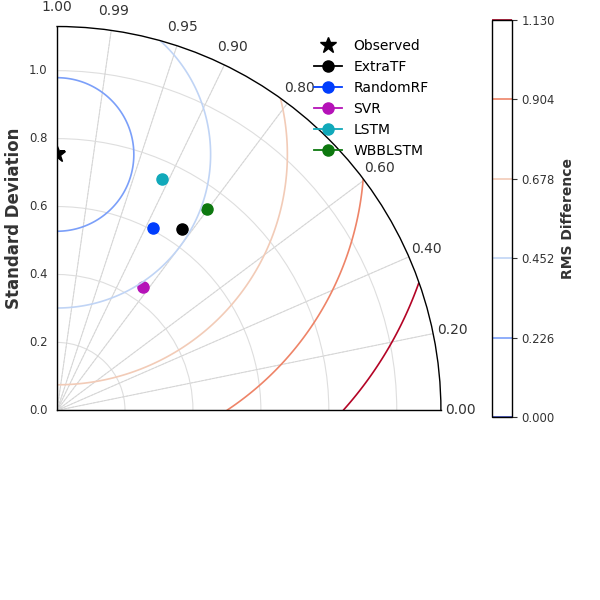 1.00
0.99
0.95
0.90
0.80
0.60
0.40
0.20
0.00
1.0
0.8
0.6
0.4
0.2
0.0
Standard Deviation
Observed
ExtraTF
RandomRF
SVR
LSTM
WBBLSTM
1.130
0.904
0.678
0.452
0.226
0.000
RMS Difference